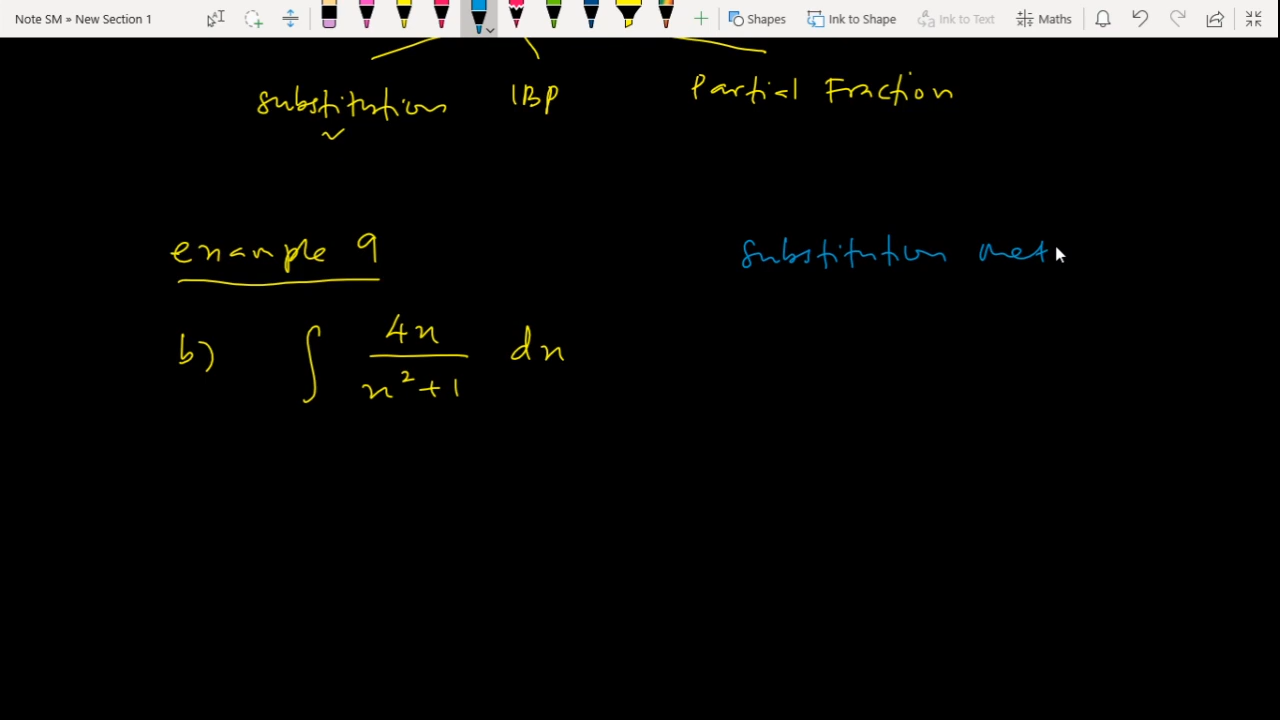 Note SM » New Section 1 Shapes Ink to Shape Ink to Text Maths
Substitution IBP Partial Fraction
example 9 Substitution met
b) ∫ 4x / x² + 1 dx